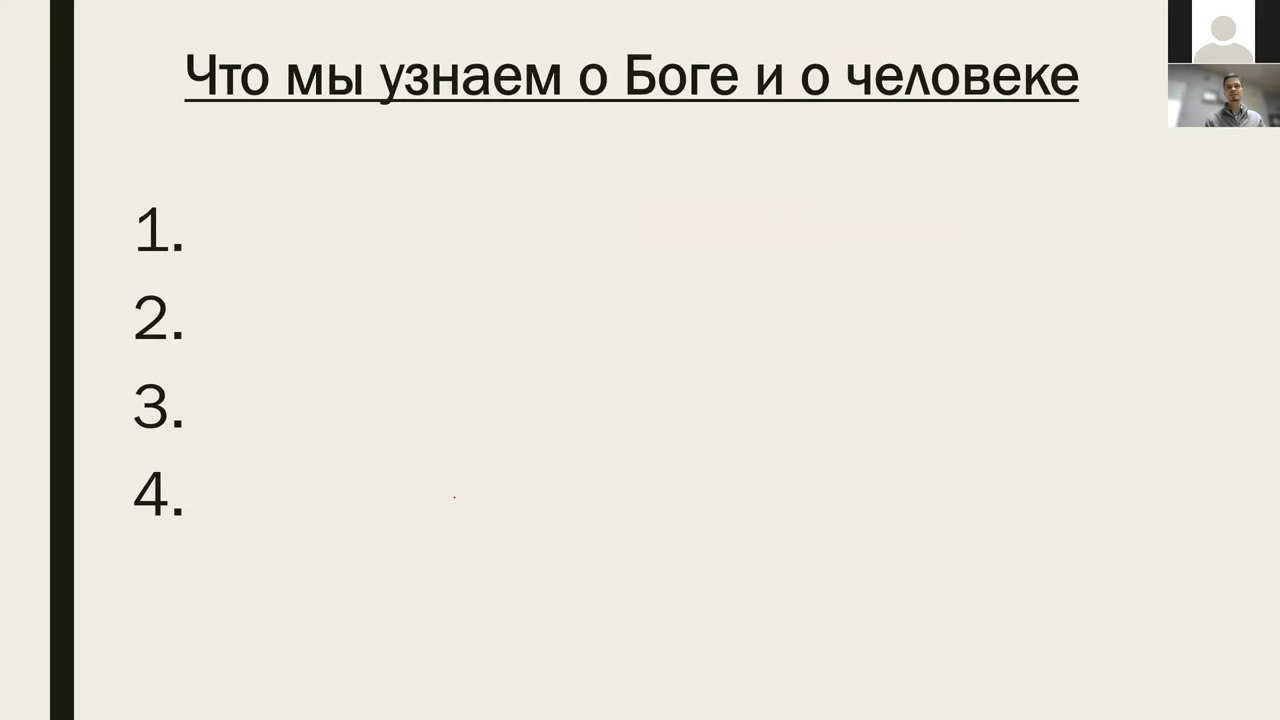 Что мы узнаем о Боге и о человеке
1.
2.
3.
4.